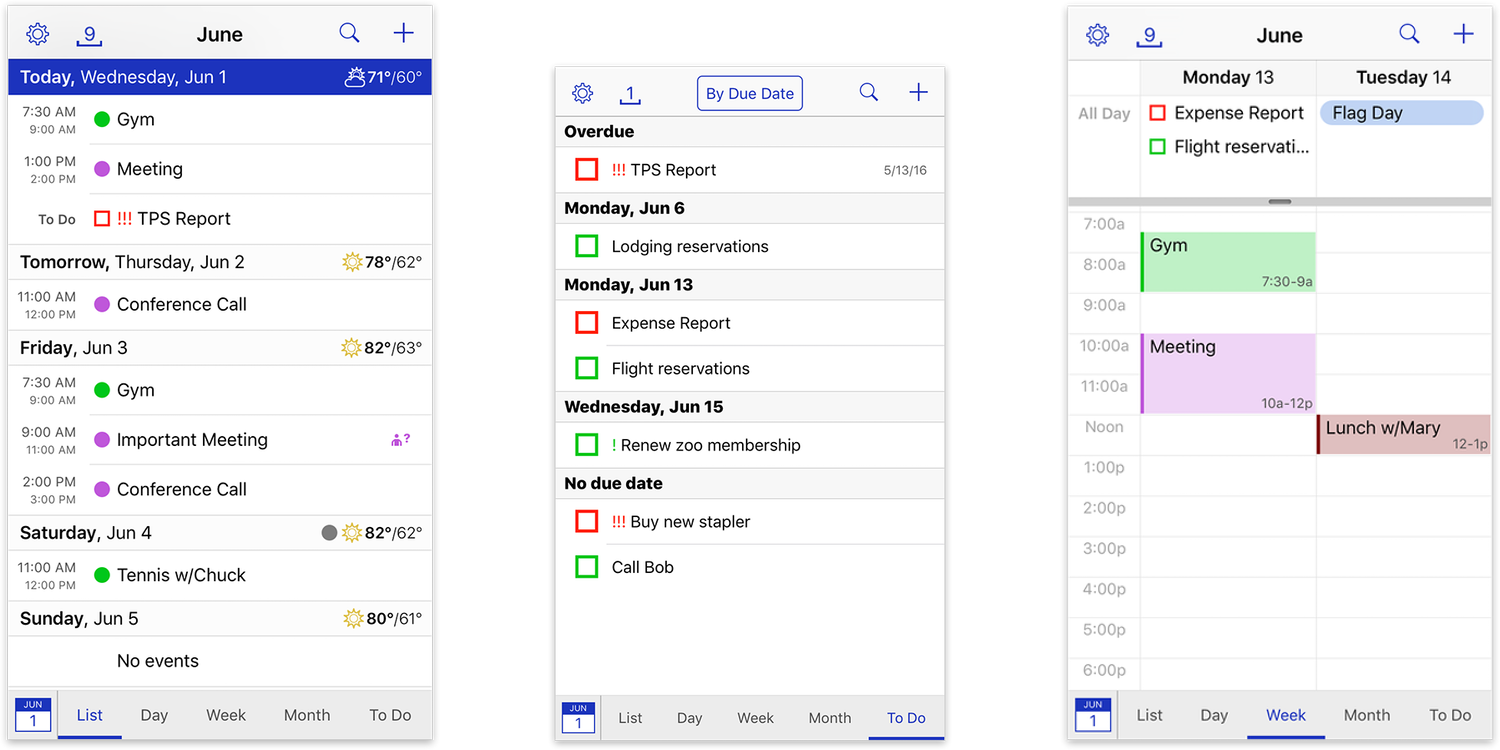 9 June
Today, Wednesday, Jun 1 71°/60°
7:30 AM
9:00 AM
Gym
1:00 PM
2:00 PM
Meeting
To Do !!! TPS Report
Tomorrow, Thursday, Jun 2 78°/62°
11:00 AM
12:00 PM
Conference Call
Friday, Jun 3 82°/63°
7:30 AM
9:00 AM
Gym
9:00 AM
11:00 AM
Important Meeting ?
2:00 PM
3:00 PM
Conference Call
Saturday, Jun 4 82°/62°
11:00 AM
12:00 PM
Tennis w/Chuck
Sunday, Jun 5 80°/61°
No events
JUN
1
List Day Week Month To Do
1 By Due Date
Overdue
!!! TPS Report 5/13/16
Monday, Jun 6
Lodging reservations
Monday, Jun 13
Expense Report
Flight reservations
Wednesday, Jun 15
! Renew zoo membership
No due date
!!! Buy new stapler
Call Bob
JUN
1
List Day Week Month To Do
9 June
Monday 13 Tuesday 14
All Day Expense Report Flag Day
Flight reservati...
7:00a
Gym
8:00a
7:30-9a
9:00a
10:00a Meeting
11:00a
10a-12p
Noon Lunch w/Mary
12-1p
1:00p
2:00p
3:00p
4:00p
5:00p
6:00p
JUN
1
List Day Week Month To Do